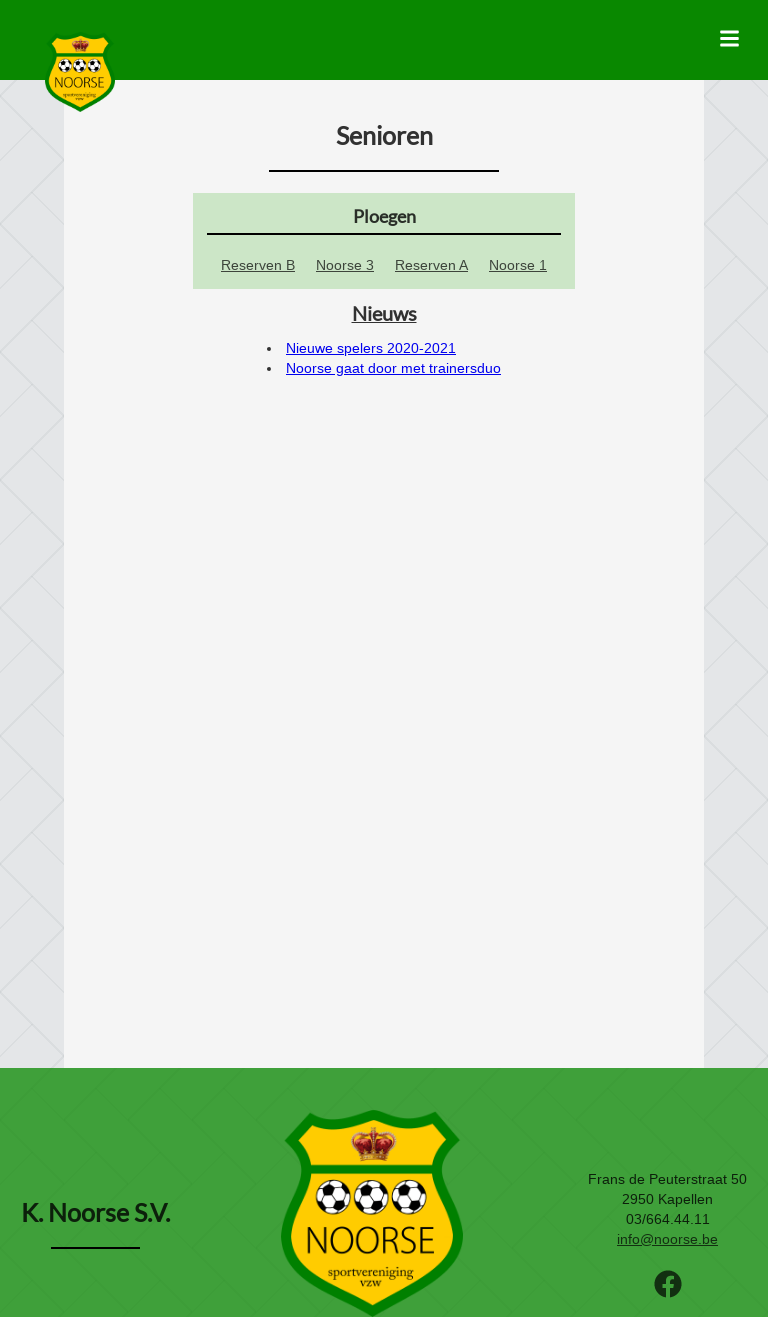 NOORSE
sportvereniging
vzw
Senioren
Ploegen
Reserven B Noorse 3 Reserven A Noorse 1
Nieuws
Nieuwe spelers 2020-2021
Noorse gaat door met trainersduo
K. Noorse S.V.
NOORSE
sportvereniging
vzw
Frans de Peuterstraat 50
2950 Kapellen
03/664.44.11
info@noorse.be